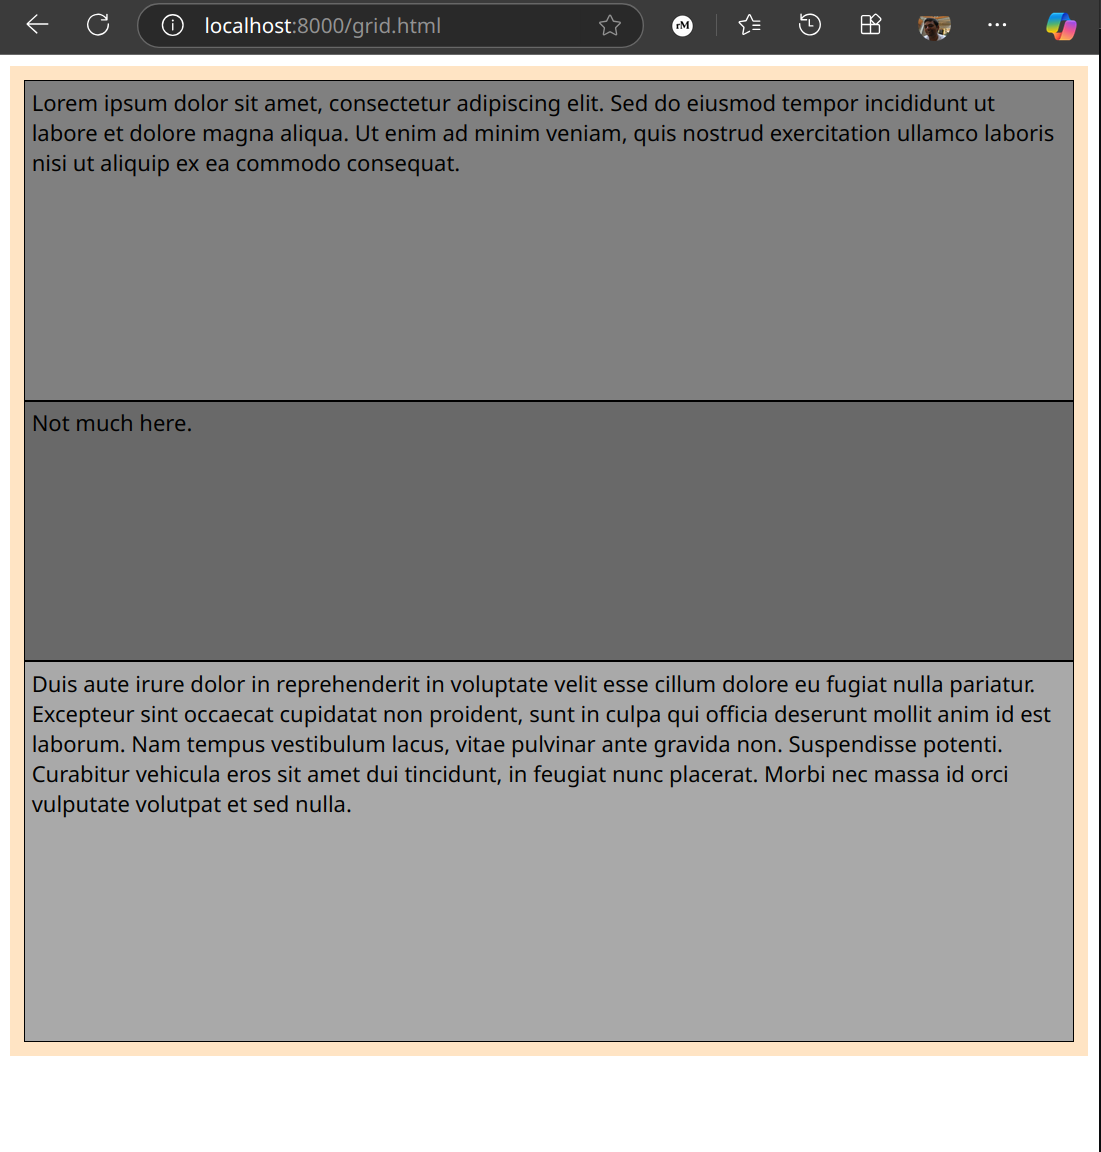 localhost:8000/grid.html
rM
Lorem ipsum dolor sit amet, consectetur adipiscing elit. Sed do eiusmod tempor incididunt ut
labore et dolore magna aliqua. Ut enim ad minim veniam, quis nostrud exercitation ullamco laboris
nisi ut aliquip ex ea commodo consequat.
Not much here.
Duis aute irure dolor in reprehenderit in voluptate velit esse cillum dolore eu fugiat nulla pariatur.
Excepteur sint occaecat cupidatat non proident, sunt in culpa qui officia deserunt mollit anim id est
laborum. Nam tempus vestibulum lacus, vitae pulvinar ante gravida non. Suspendisse potenti.
Curabitur vehicula eros sit amet dui tincidunt, in feugiat nunc placerat. Morbi nec massa id orci
vulputate volutpat et sed nulla.